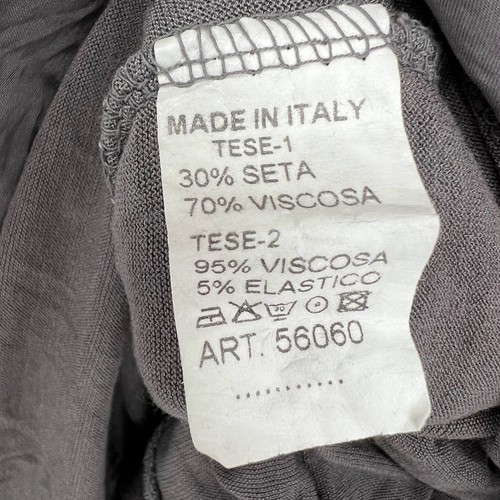 MADE IN ITALY
TESE-1
30% SETA
70% VISCOSA
TESE-2
95% VISCOSA
5% ELASTICO
ART. 56060
...........